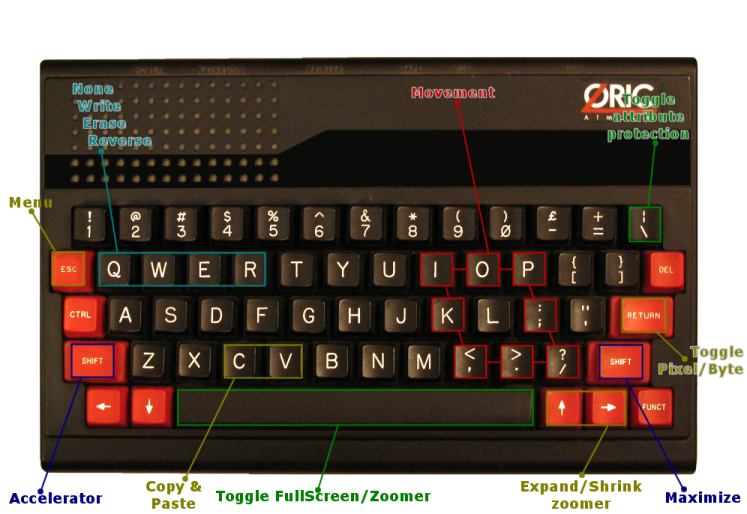 None
Write
Erase
Reverse
Movement
ORIC
ATM
Toggle
attribute
protection
Menu
! @ # $ % ^ & * ( ) £ + ¦
1 2 3 4 5 6 7 8 9 Ø - = \
ESC Q W E R T Y U I O P { [ } ] DEL
CTRL A S D F G H J K L : ; " ' RETURN
SHIFT Z X C V B N M < , > . ? / SHIFT
← ↓ ↑ → FUNCT
Toggle
Pixel/Byte
Accelerator
Copy &
Paste
Toggle FullScreen/Zoomer
Expand/Shrink
zoomer
Maximize